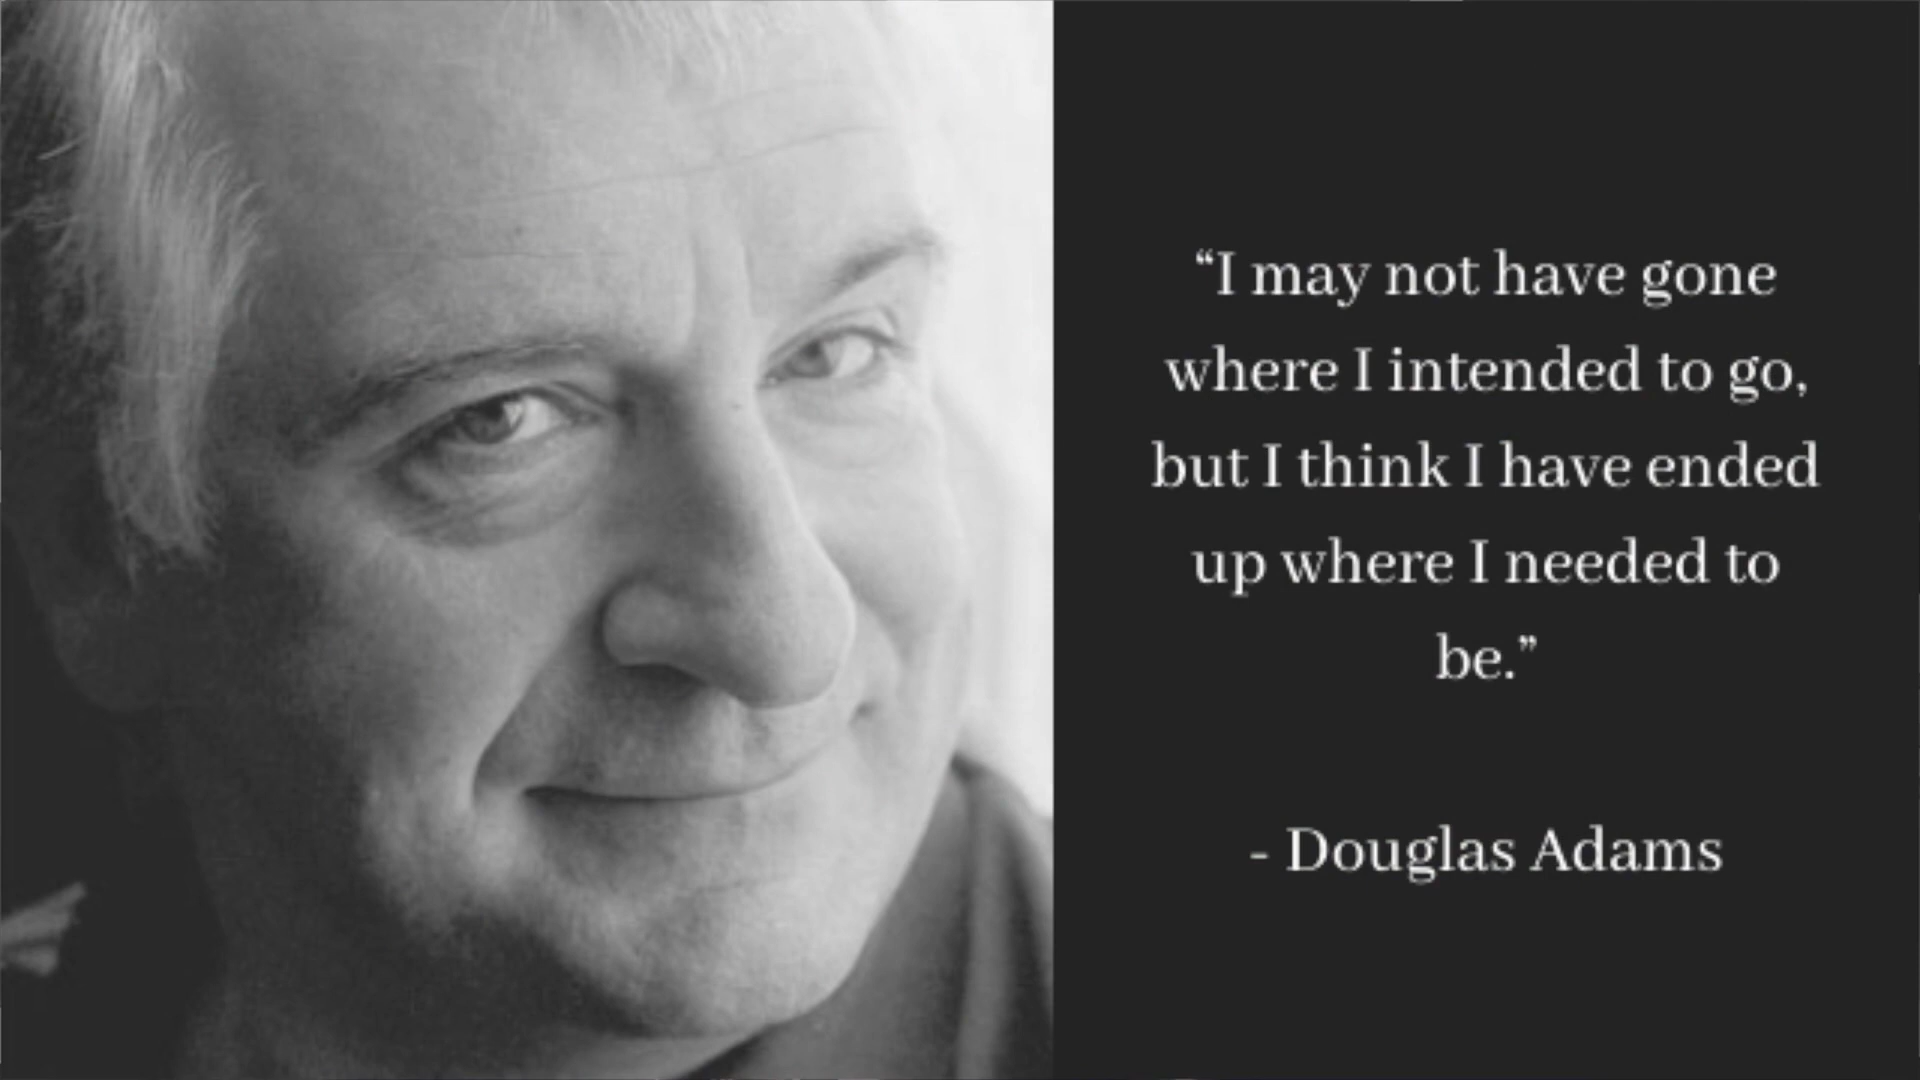 “I may not have gone
where I intended to go,
but I think I have ended
up where I needed to
be.”
- Douglas Adams